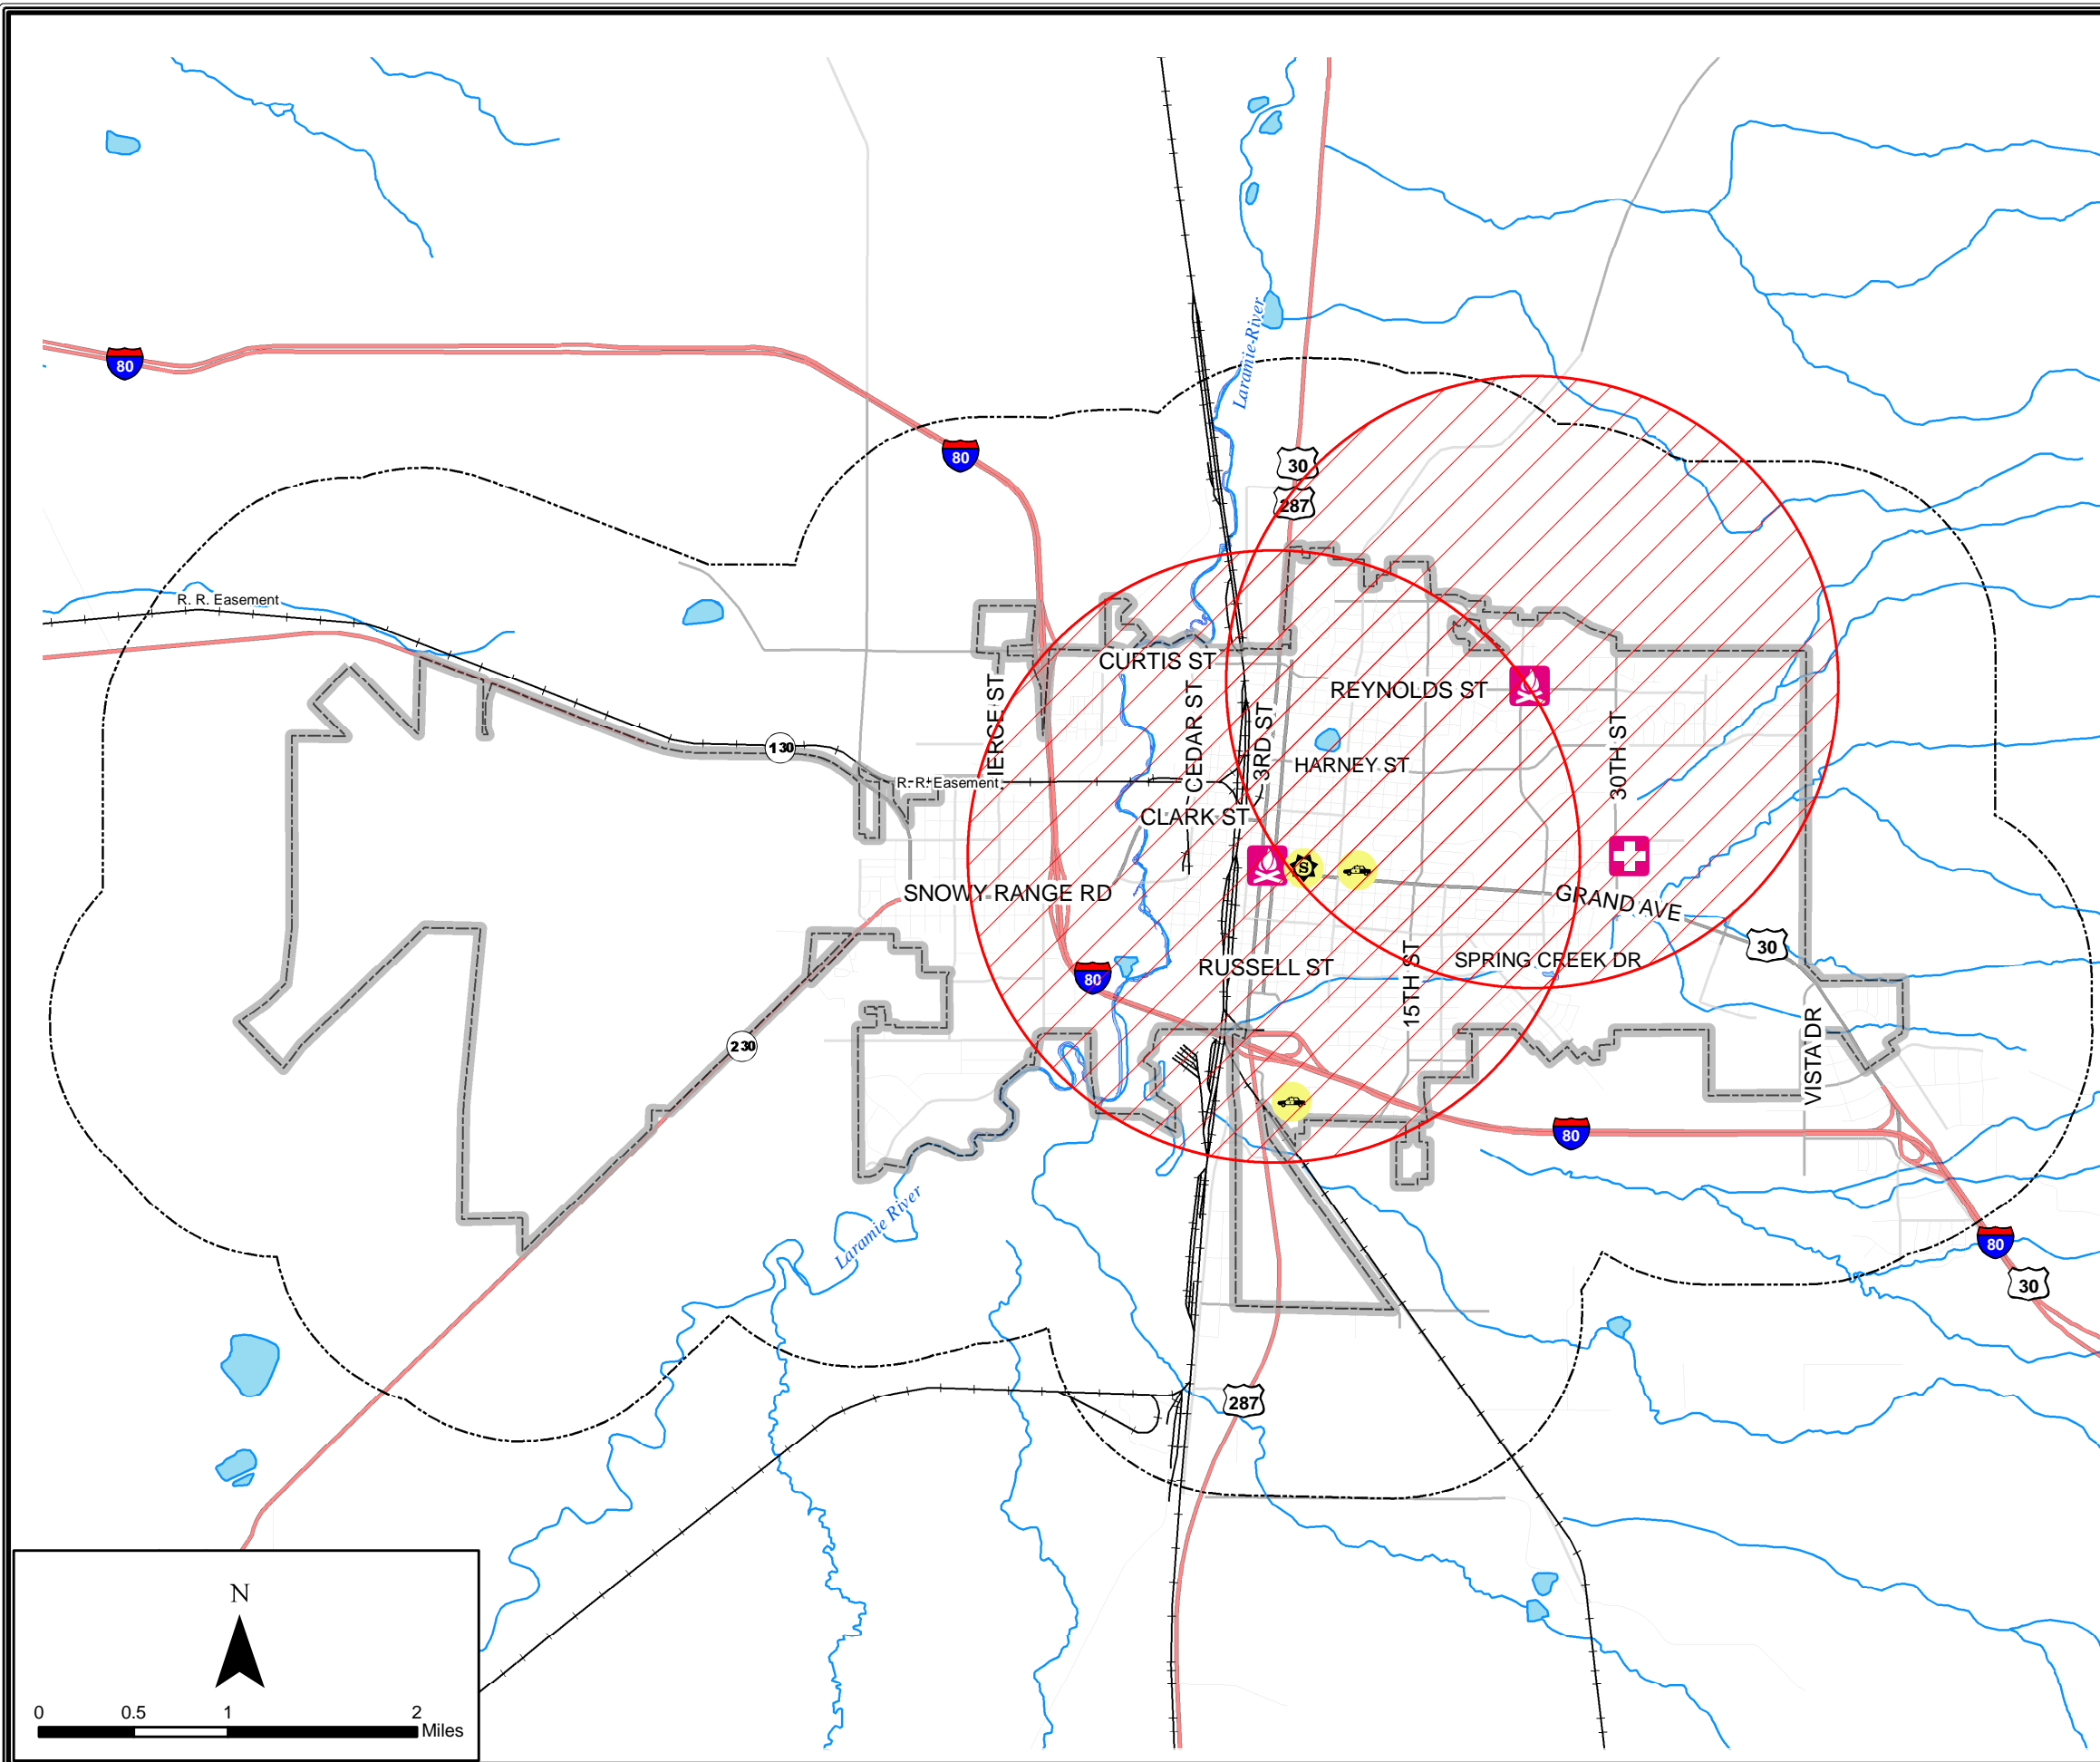 Laramie-River
80
80
30
287
R. R. Easement
CURTIS ST
REYNOLDS ST
IERCE ST
CEDAR ST
3RD ST
30TH ST
130
HARNEY ST
R. R. Easement
CLARK ST
S
SNOWY RANGE RD
GRAND AVE
30
RUSSELL ST
SPRING CREEK DR
15TH ST
80
VISTA DR
230
80
Laramie River
80
30
287
N
0 0.5 1 2
Miles